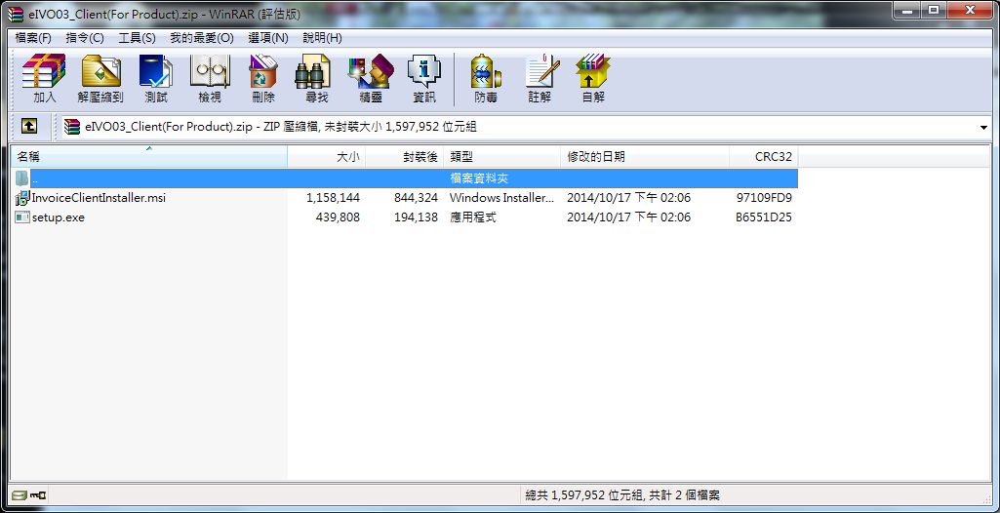 eIVO03_Client(For Product).zip - WinRAR (評估版)
檔案(F) 指令(C) 工具(S) 我的最愛(O) 選項(N) 說明(H)
加入 解壓縮到 測試 檢視 刪除 尋找 精靈 資訊 防毒 註解 自解
eIVO03_Client(For Product).zip - ZIP 壓縮檔, 未封裝大小 1,597,952 位元組
名稱 大小 封裝後 類型 修改的日期 CRC32
.. 檔案資料夾
InvoiceClientInstaller.msi 1,158,144 844,324 Windows Installer... 2014/10/17 下午 02:06 97109FD9
setup.exe 439,808 194,138 應用程式 2014/10/17 下午 02:06 B6551D25
總共 1,597,952 位元組, 共計 2 個檔案